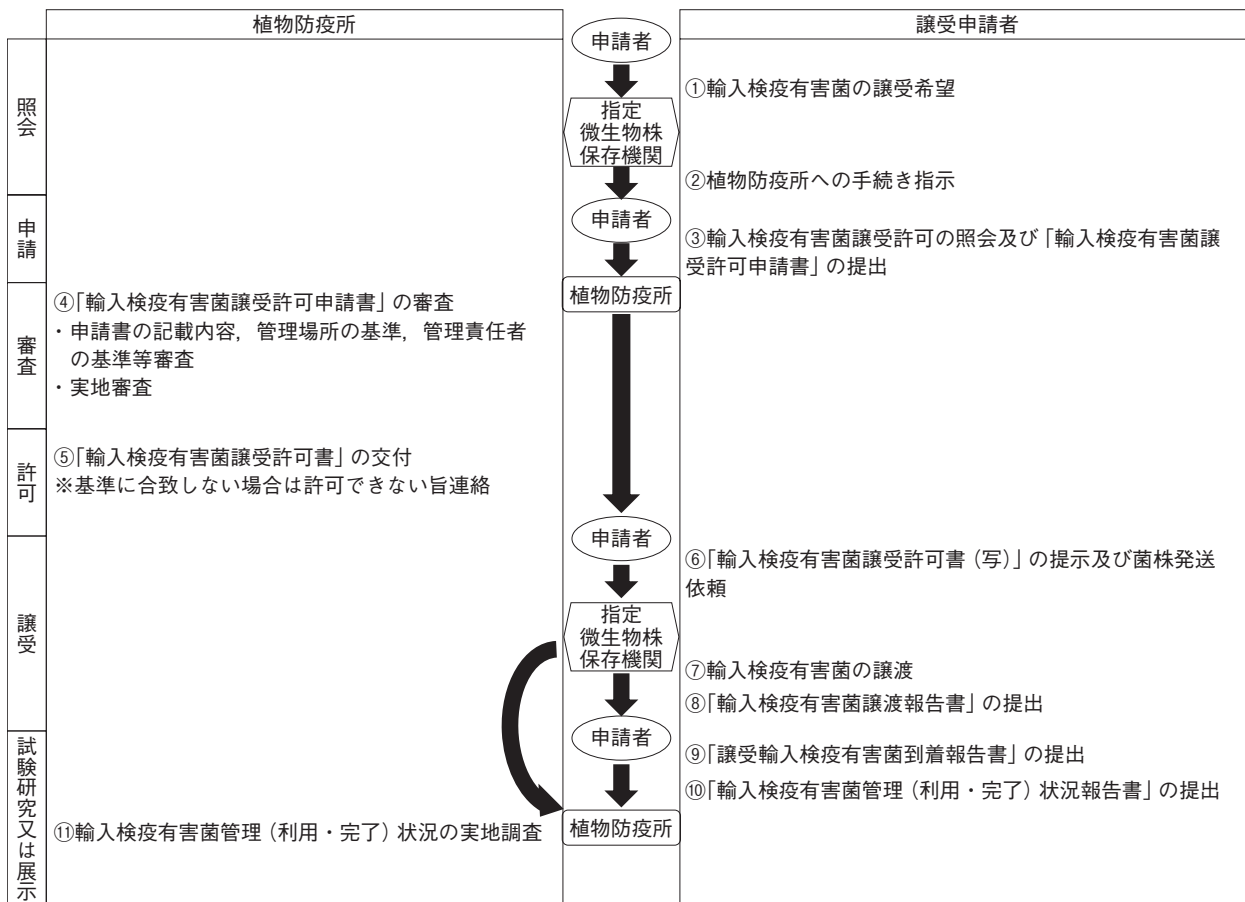 植物防疫所
譲受申請者
照会
申請者
①輸入検疫有害菌の譲受希望
指定
微生物株
保存機関
②植物防疫所への手続き指示
申請
申請者
③輸入検疫有害菌譲受許可の照会及び「輸入検疫有害菌譲
受許可申請書」の提出
植物防疫所
審査
④「輸入検疫有害菌譲受許可申請書」の審査
・申請書の記載内容，管理場所の基準，管理責任者
の基準等審査
・実地審査
許可
⑤「輸入検疫有害菌譲受許可書」の交付
※基準に合致しない場合は許可できない旨連絡
譲受
申請者
⑥「輸入検疫有害菌譲受許可書（写）」の提示及び菌株発送
依頼
指定
微生物株
保存機関
⑦輸入検疫有害菌の譲渡
⑧「輸入検疫有害菌譲渡報告書」の提出
試験研究又は展示
申請者
⑨「譲受輸入検疫有害菌到着報告書」の提出
⑩「輸入検疫有害菌管理（利用・完了）状況報告書」の提出
植物防疫所
⑪輸入検疫有害菌管理（利用・完了）状況の実地調査